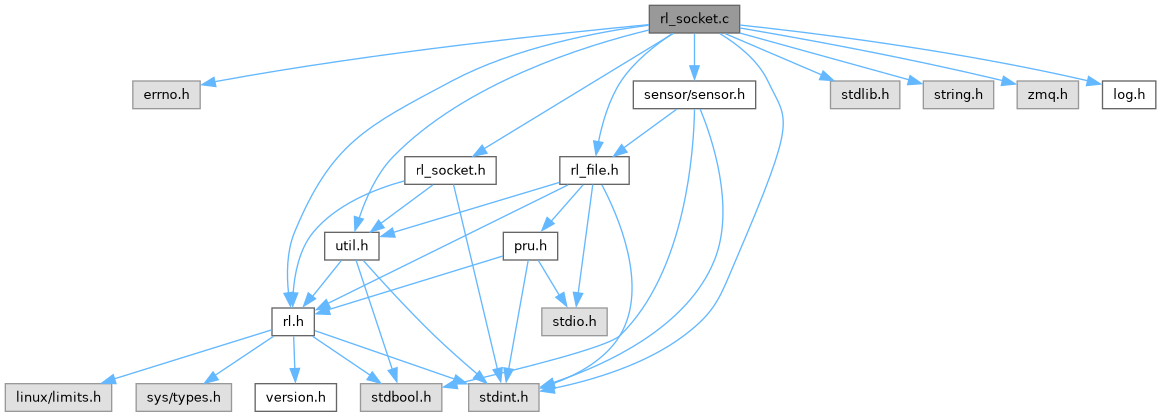 rl_socket.c
errno.h
sensor/sensor.h
stdlib.h
string.h
zmq.h
log.h
rl_socket.h
rl_file.h
util.h
pru.h
rl.h
stdio.h
linux/limits.h
sys/types.h
version.h
stdbool.h
stdint.h